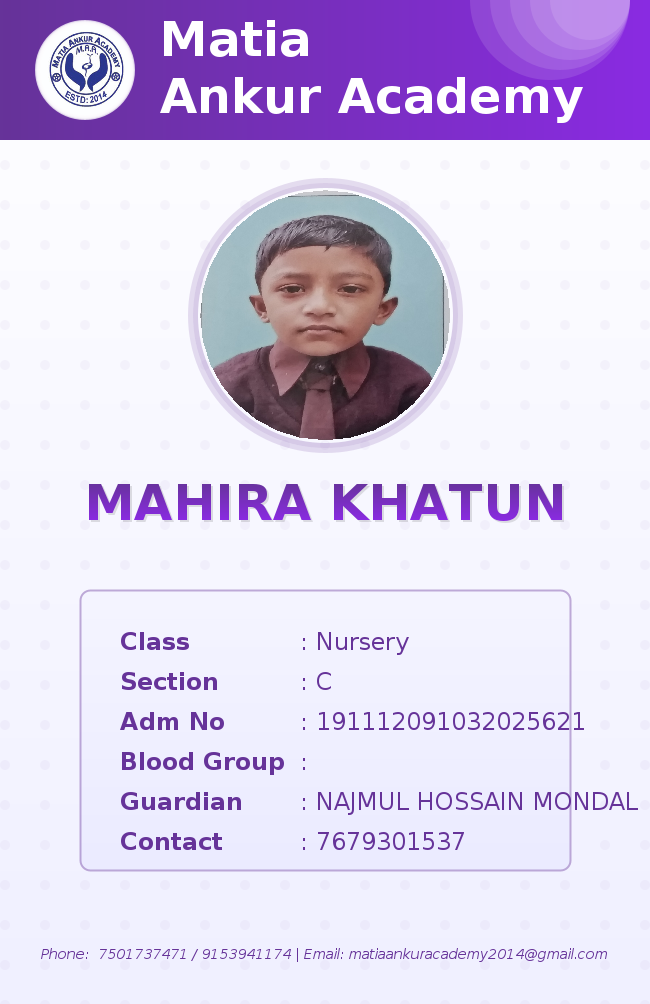 Matia
Ankur Academy
MATIA ANKUR ACADEMY
M.A.A.
ESTD: 2014
MAHIRA KHATUN
Class : Nursery
Section : C
Adm No : 191112091032025621
Blood Group :
Guardian : NAJMUL HOSSAIN MONDAL
Contact : 7679301537
Phone: 7501737471 / 9153941174 | Email: matiaankuracademy2014@gmail.com